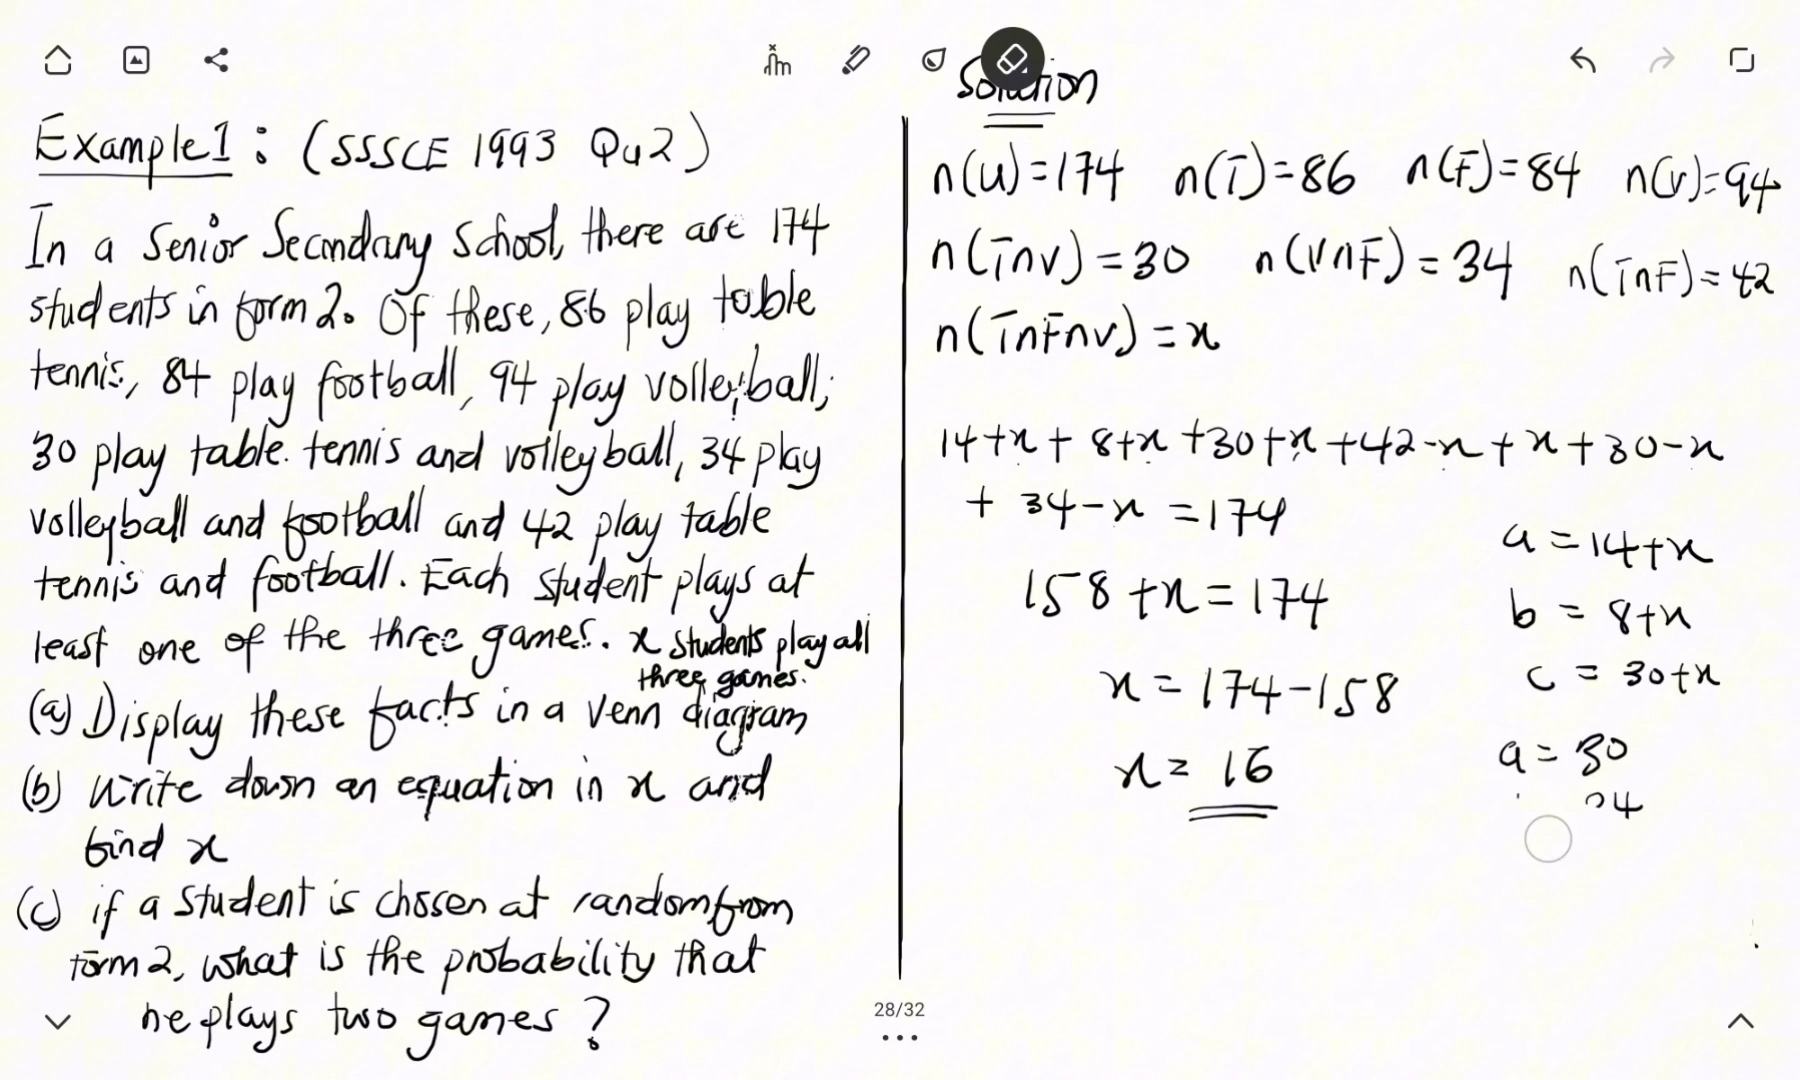 Example1 : (SSSCE 1993 Qu2)
In a Senior Secondary School, there are 174
students in form 2. Of these, 86 play table
tennis, 84 play football, 94 play volleyball;
30 play table tennis and volleyball, 34 play
volleyball and football and 42 play table
tennis and football. Each student plays at
least one of the three games. x students play all
three games.
(a) Display these facts in a venn diagram
(b) Write down an equation in x and
find x
(c) if a student is chosen at random from
form 2, what is the probability that
he plays two games ?
Solution
n(U)=174 n(T)=86 n(F)=84 n(V)=94
n(T∩V)=30 n(V∩F)=34 n(T∩F)=42
n(T∩F∩V)=x
14+x+8+x+30+x+42-x+x+30-x
+ 34-x =174
158+x=174
x=174-158
x= 16
a=14+x
b = 8+x
c = 30+x
a= 30
28/32